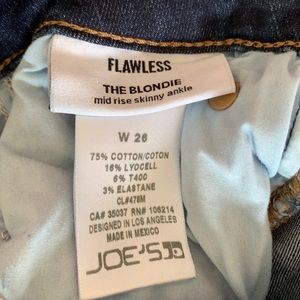 FLAWLESS
THE BLONDIE
mid rise skinny ankle
W 26
75% COTTON/COTON
16% LYOCELL
6% T400
3% ELASTANE
CL#478M
CA# 35037 RN# 106214
DESIGNED IN LOS ANGELES
MADE IN MEXICO
JOE'S